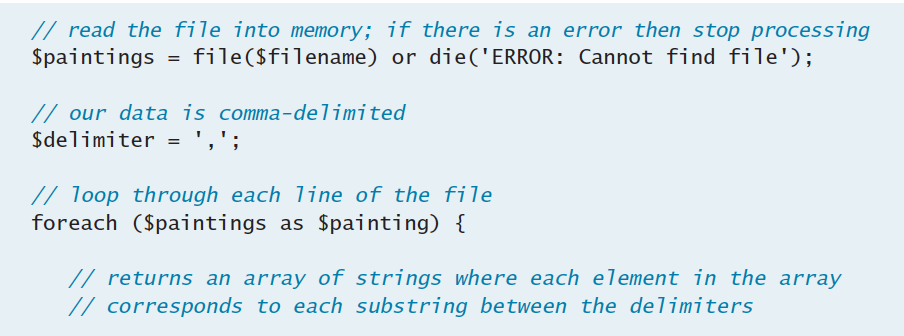 // read the file into memory; if there is an error then stop processing
$paintings = file($filename) or die('ERROR: Cannot find file');
// our data is comma-delimited
$delimiter = ',';
// loop through each line of the file
foreach ($paintings as $painting) {
// returns an array of strings where each element in the array
// corresponds to each substring between the delimiters